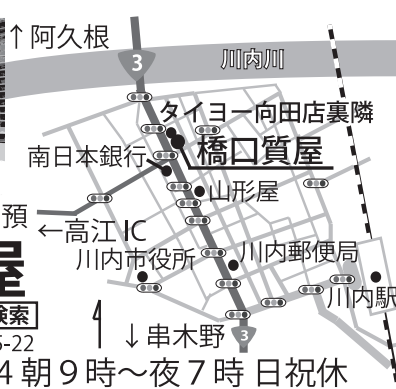 ↑阿久根
3
川内川
タイヨー向田店裏隣
橋口質屋
南日本銀行
山形屋
預
←高江IC
川内市役所
川内郵便局
屋
検索
川内駅
5-22
↓串木野
3
4 朝9時〜夜7時 日祝休